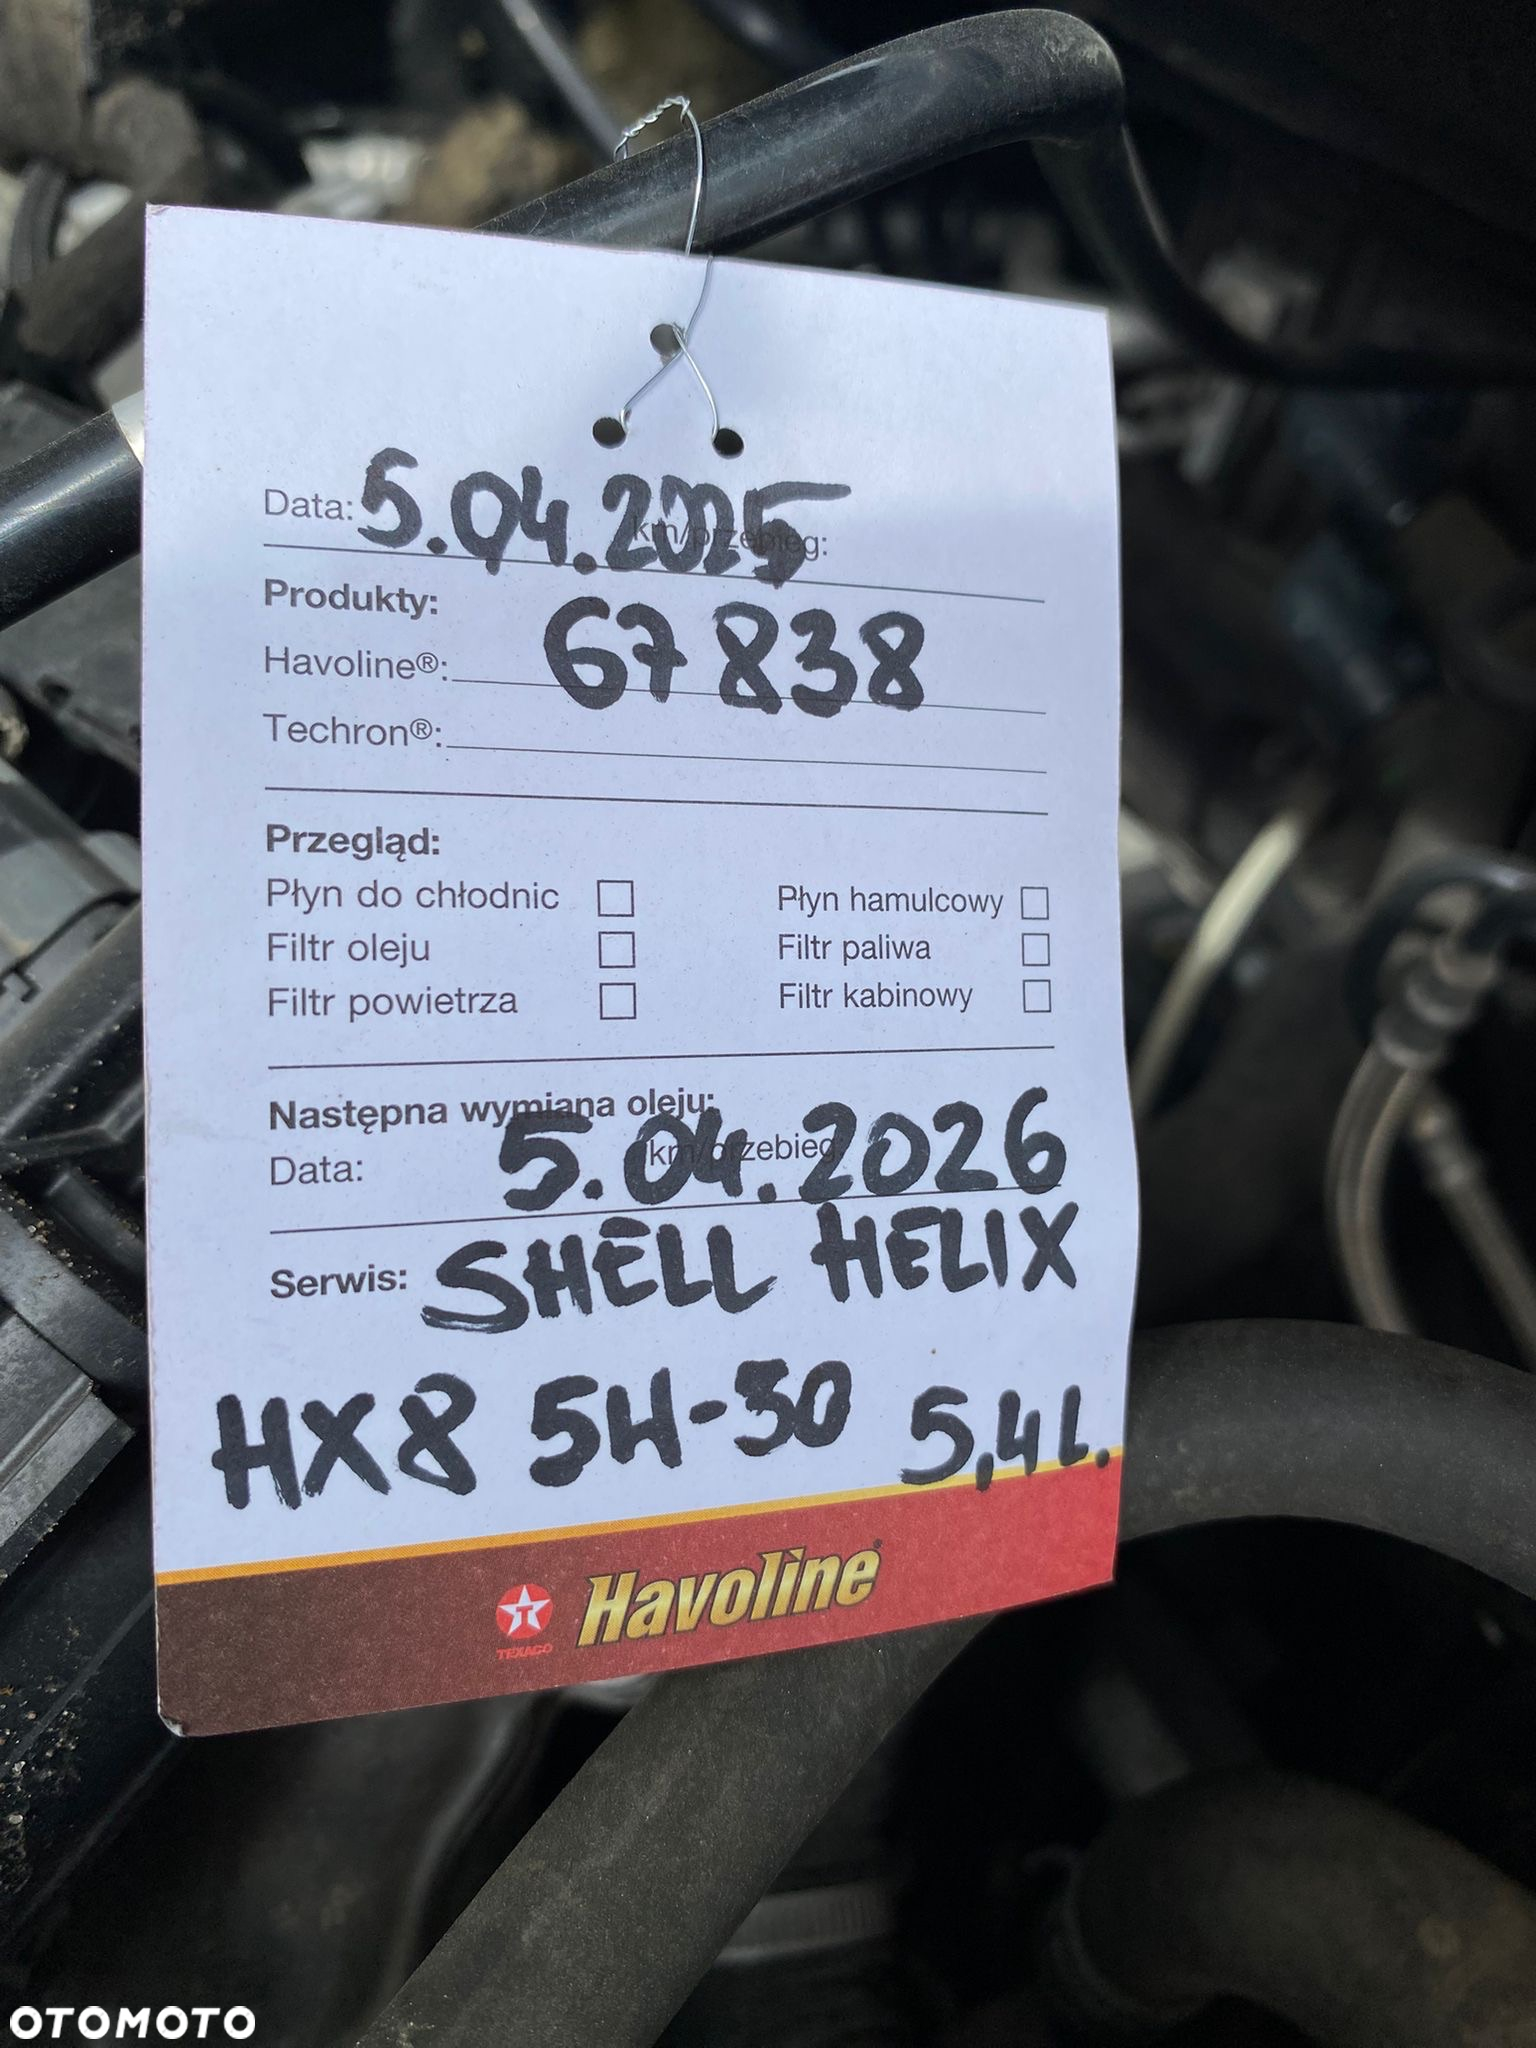 Data: 5.04.2025
km/przebieg:
Produkty: 67838
Havoline®:
Techron®:
Przegląd:
Płyn do chłodnic Płyn hamulcowy
Filtr oleju Filtr paliwa
Filtr powietrza Filtr kabinowy
Następna wymiana oleju:
Data: 5.04.2026
km/przebieg
Serwis: SHELL HELIX
HX8 5W-30 5,4L.
TEXACO Havoline
OTOMOTO